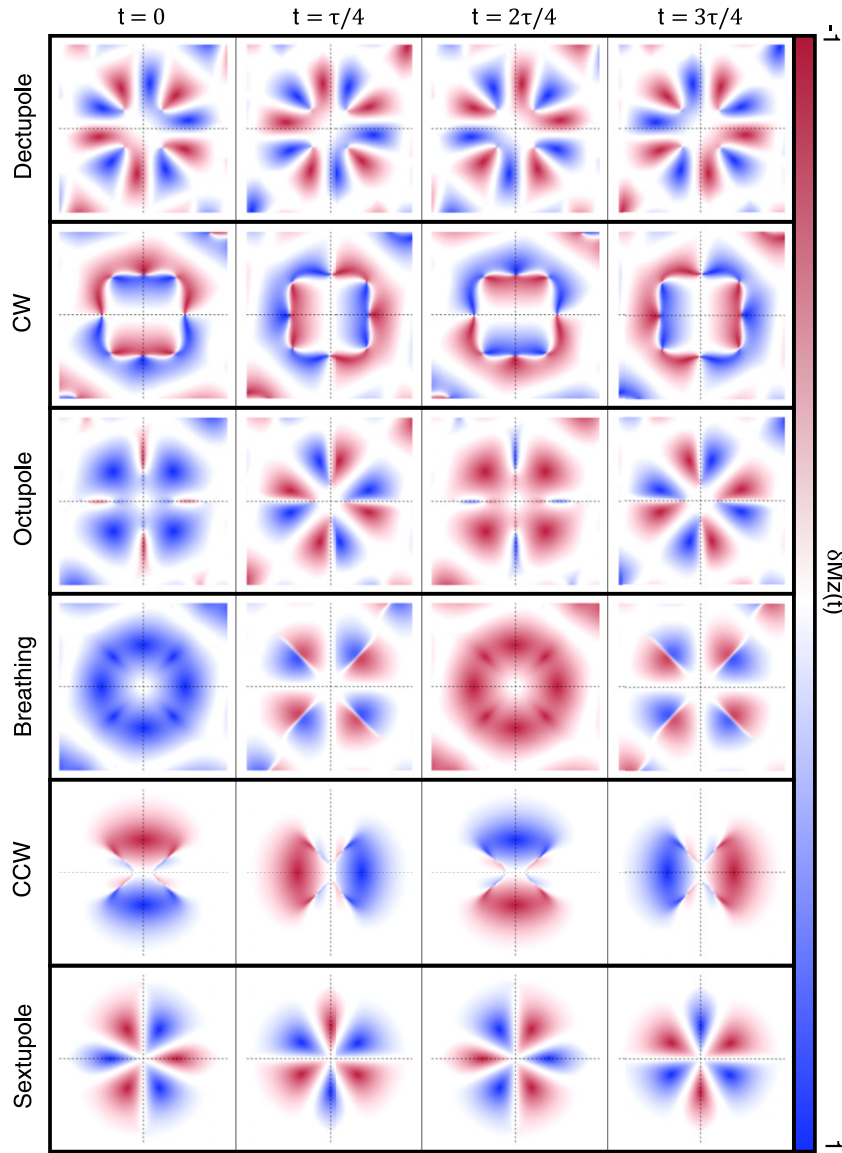 t = 0
t = τ/4
t = 2τ/4
t = 3τ/4
-1
Dectupole
CW
Octupole
δMz(t)
Breathing
CCW
Sextupole
1